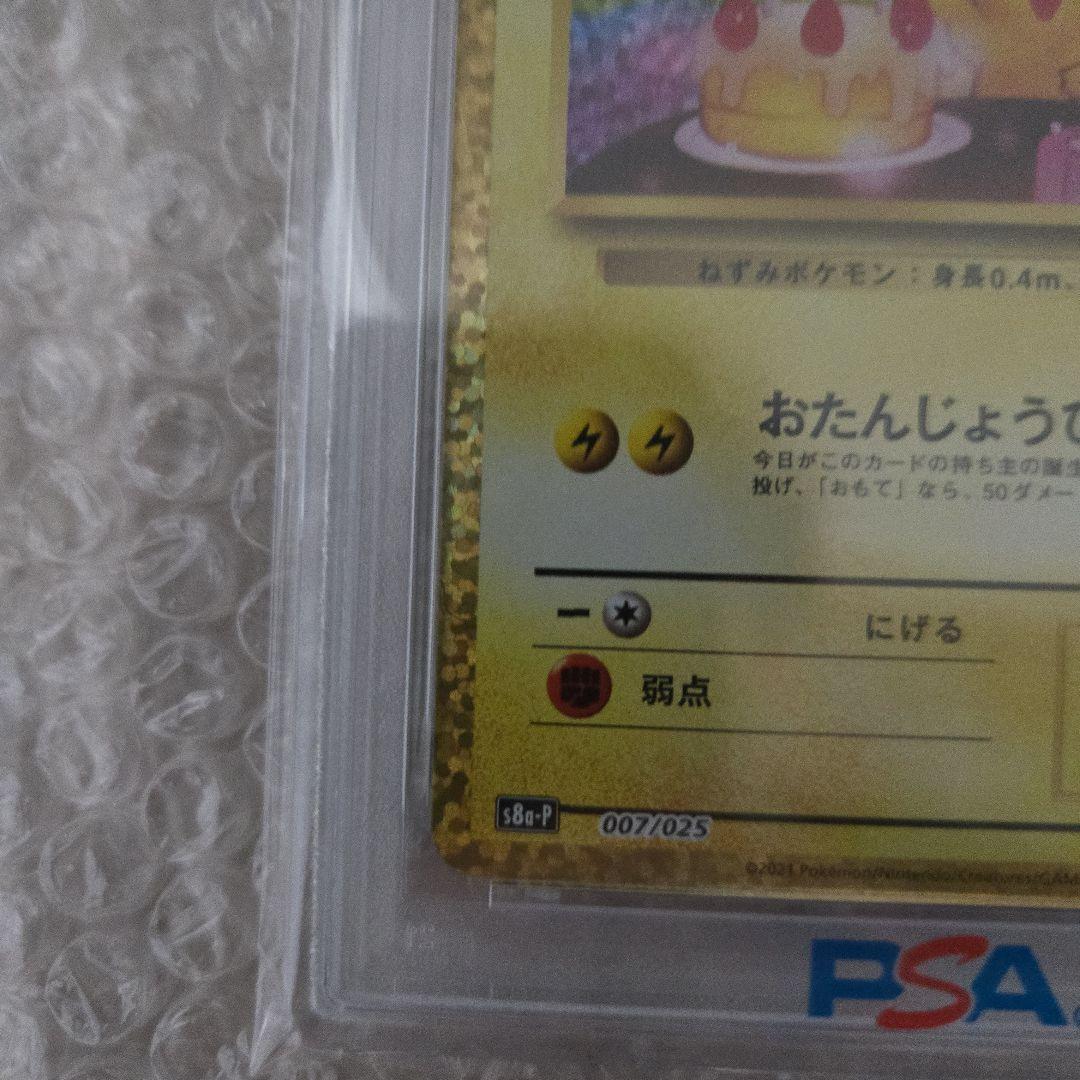 ねずみポケモン：身長0.4m、
おたんじょうび
今日がこのカードの持ち主の誕生
投げ、「おもて」なら、50ダメー
にげる
弱点
s8a-P
007/025
©2021 Pokémon/Nintendo/Creatures/GAM
PSA